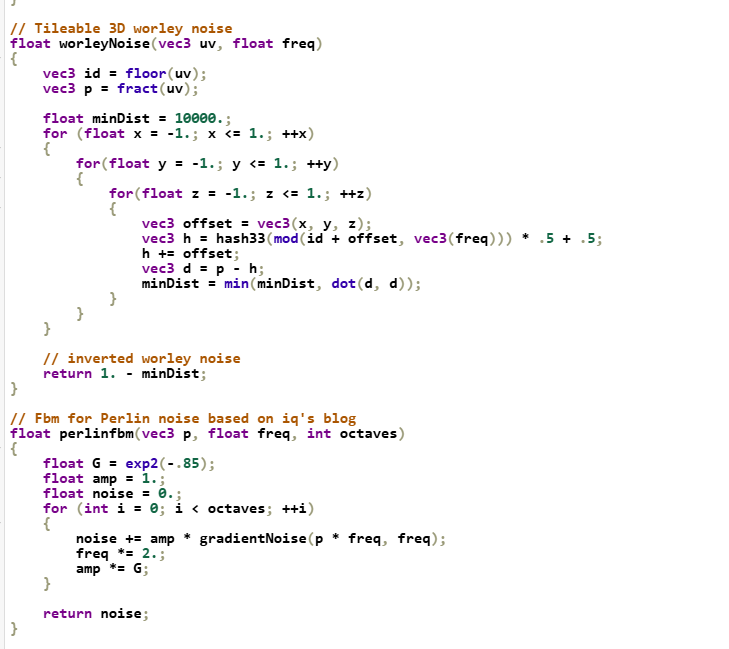 }
// Tileable 3D worley noise
float worleyNoise(vec3 uv, float freq)
{
    vec3 id = floor(uv);
    vec3 p = fract(uv);

    float minDist = 10000.;
    for (float x = -1.; x <= 1.; ++x)
    {
        for(float y = -1.; y <= 1.; ++y)
        {
            for(float z = -1.; z <= 1.; ++z)
            {
                vec3 offset = vec3(x, y, z);
                vec3 h = hash33(mod(id + offset, vec3(freq))) * .5 + .5;
                h += offset;
                vec3 d = p - h;
                minDist = min(minDist, dot(d, d));
            }
        }
    }

    // inverted worley noise
    return 1. - minDist;
}

// Fbm for Perlin noise based on iq's blog
float perlinfbm(vec3 p, float freq, int octaves)
{
    float G = exp2(-.85);
    float amp = 1.;
    float noise = 0.;
    for (int i = 0; i < octaves; ++i)
    {
        noise += amp * gradientNoise(p * freq, freq);
        freq *= 2.;
        amp *= G;
    }

    return noise;
}